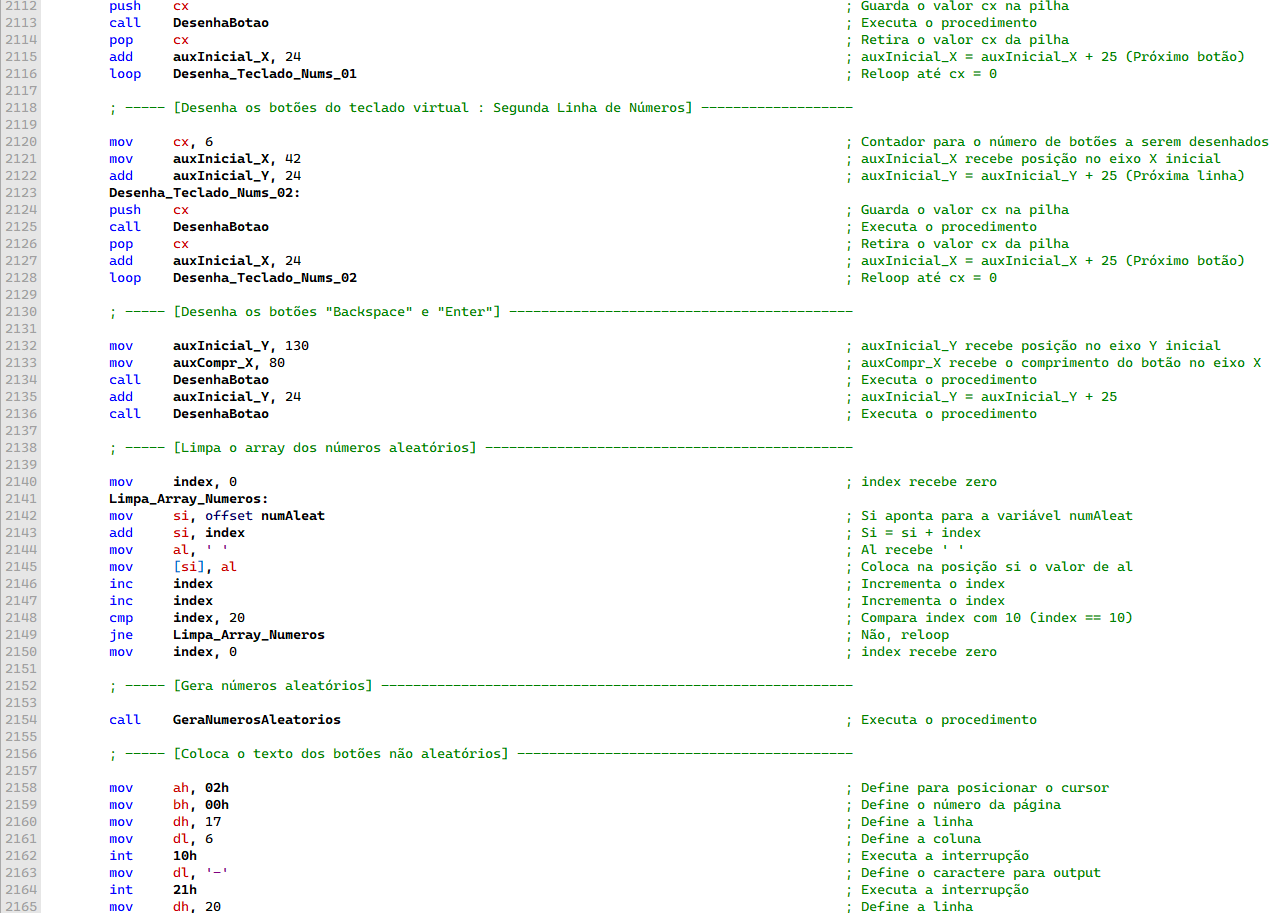 2112 push cx ; Guarda o valor cx na pilha
2113 call DesenhaBotao ; Executa o procedimento
2114 pop cx ; Retira o valor cx da pilha
2115 add auxInicial_X, 24 ; auxInicial_X = auxInicial_X + 25 (Próximo botão)
2116 loop Desenha_Teclado_Nums_01 ; Reloop até cx = 0
2117
2118 ; ----- [Desenha os botões do teclado virtual : Segunda Linha de Números] -------------------
2119
2120 mov cx, 6 ; Contador para o número de botões a serem desenhados
2121 mov auxInicial_X, 42 ; auxInicial_X recebe posição no eixo X inicial
2122 add auxInicial_Y, 24 ; auxInicial_Y = auxInicial_Y + 25 (Próxima linha)
2123 Desenha_Teclado_Nums_02:
2124 push cx ; Guarda o valor cx na pilha
2125 call DesenhaBotao ; Executa o procedimento
2126 pop cx ; Retira o valor cx da pilha
2127 add auxInicial_X, 24 ; auxInicial_X = auxInicial_X + 25 (Próximo botão)
2128 loop Desenha_Teclado_Nums_02 ; Reloop até cx = 0
2129
2130 ; ----- [Desenha os botões "Backspace" e "Enter"] -------------------------------------------
2131
2132 mov auxInicial_Y, 130 ; auxInicial_Y recebe posição no eixo Y inicial
2133 mov auxCompr_X, 80 ; auxCompr_X recebe o comprimento do botão no eixo X
2134 call DesenhaBotao ; Executa o procedimento
2135 add auxInicial_Y, 24 ; auxInicial_Y = auxInicial_Y + 25
2136 call DesenhaBotao ; Executa o procedimento
2137
2138 ; ----- [Limpa o array dos números aleatórios] ----------------------------------------------
2139
2140 mov index, 0 ; index recebe zero
2141 Limpa_Array_Numeros:
2142 mov si, offset numAleat ; Si aponta para a variável numAleat
2143 add si, index ; Si = si + index
2144 mov al, ' ' ; Al recebe ' '
2145 mov [si], al ; Coloca na posição si o valor de al
2146 inc index ; Incrementa o index
2147 inc index ; Incrementa o index
2148 cmp index, 20 ; Compara index com 10 (index == 10)
2149 jne Limpa_Array_Numeros ; Não, reloop
2150 mov index, 0 ; index recebe zero
2151
2152 ; ----- [Gera números aleatórios] -----------------------------------------------------------
2153
2154 call GeraNumerosAleatorios ; Executa o procedimento
2155
2156 ; ----- [Coloca o texto dos botões não aleatórios] ------------------------------------------
2157
2158 mov ah, 02h ; Define para posicionar o cursor
2159 mov bh, 00h ; Define o número da página
2160 mov dh, 17 ; Define a linha
2161 mov dl, 6 ; Define a coluna
2162 int 10h ; Executa a interrupção
2163 mov dl, '-' ; Define o caractere para output
2164 int 21h ; Executa a interrupção
2165 mov dh, 20 ; Define a linha